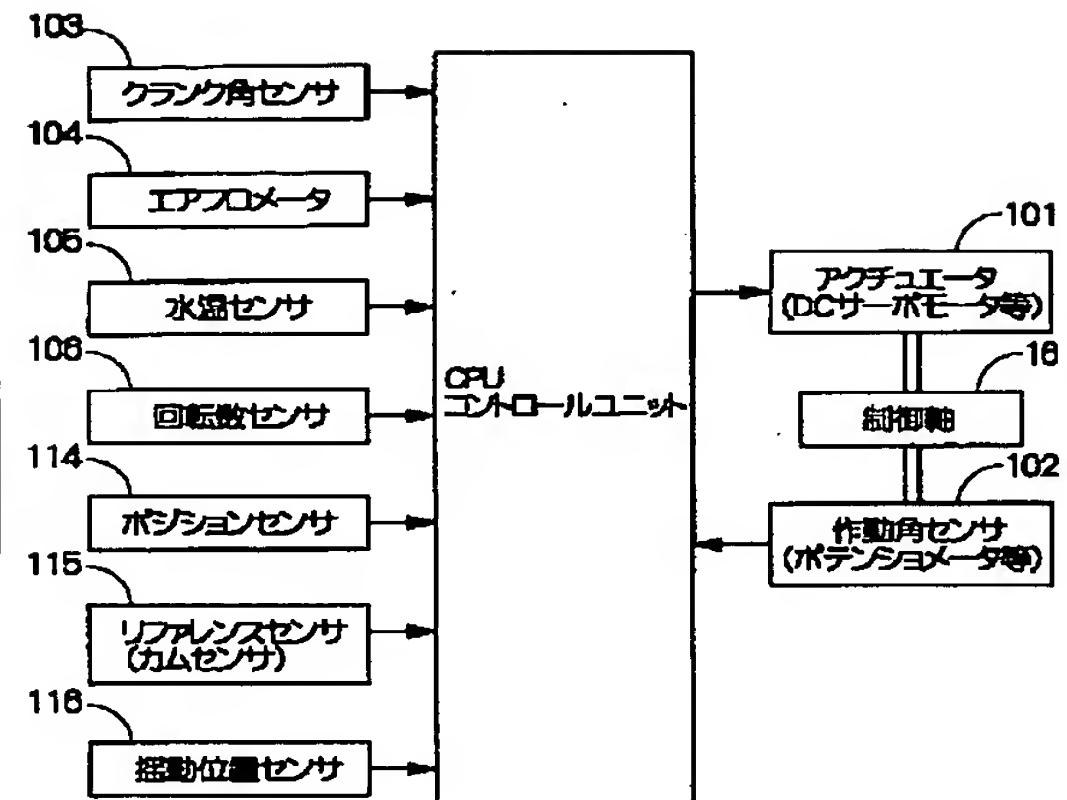 103
クランク角センサ
104
エアフロメータ
105
水温センサ
106
回転数センサ
114
ポジションセンサ
115
リファレンスセンサ
(カムセンサ)
116
揺動位置センサ
CPU
コントロールユニット
101
アクチュエータ
(DCサーボモータ等)
16
制御軸
102
作動角センサ
(ポテンショメータ等)